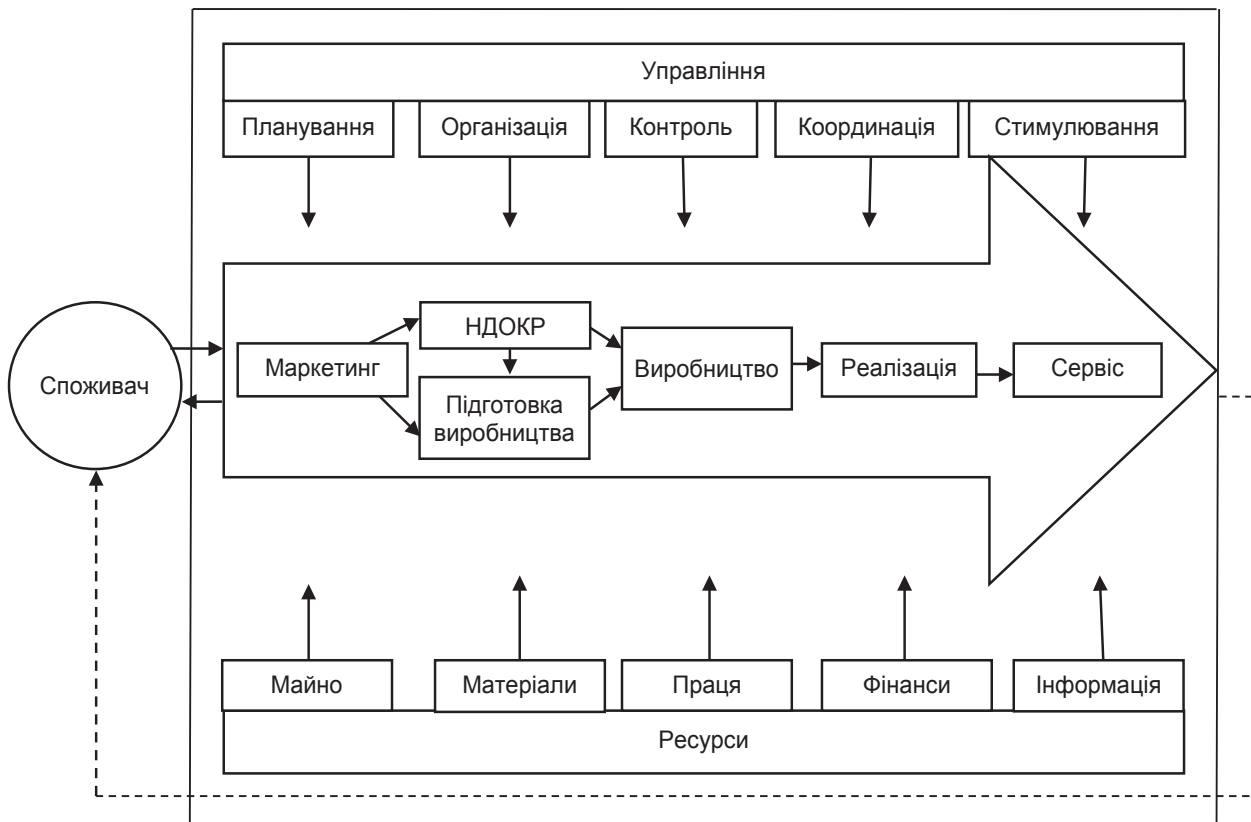 Управління
Планування
Організація
Контроль
Координація
Стимулювання
Споживач
Маркетинг
НДОКР
Підготовка
виробництва
Виробництво
Реалізація
Сервіс
Майно
Матеріали
Праця
Фінанси
Інформація
Ресурси